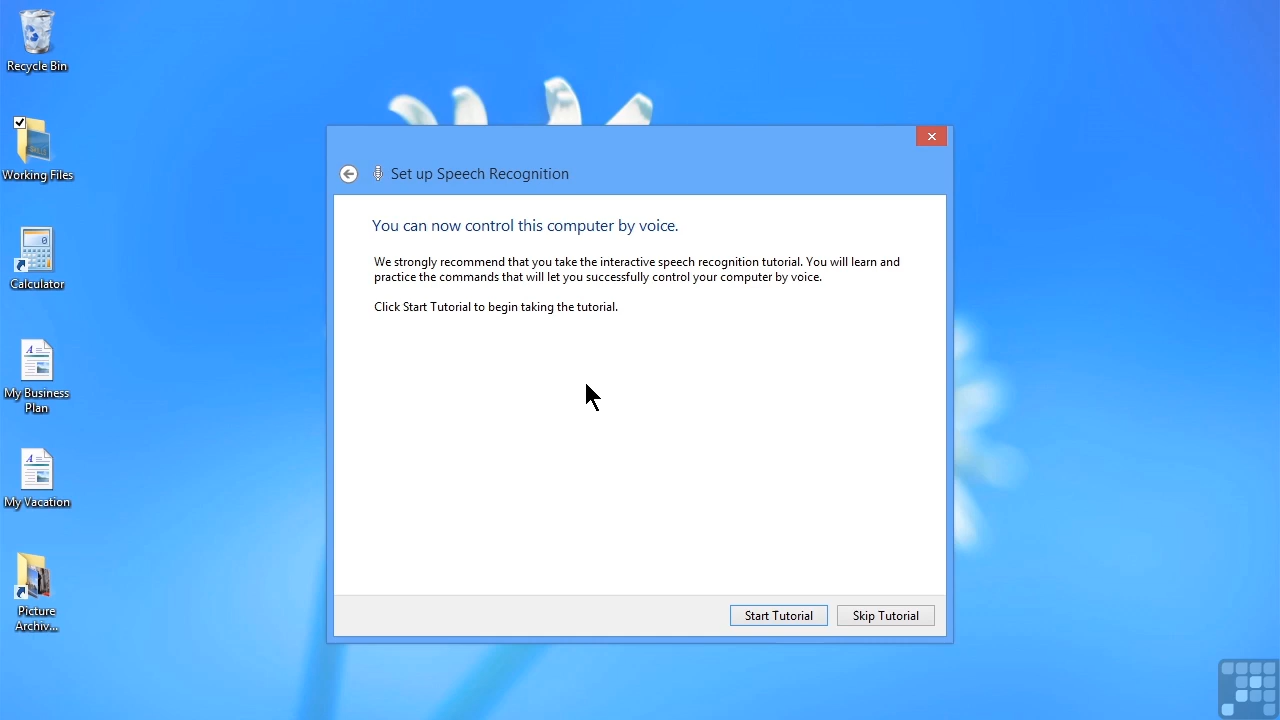 Recycle Bin
Working Files
Calculator
My Business
Plan
My Vacation
Picture
Archiv...
Set up Speech Recognition
You can now control this computer by voice.
We strongly recommend that you take the interactive speech recognition tutorial. You will learn and
practice the commands that will let you successfully control your computer by voice.
Click Start Tutorial to begin taking the tutorial.
Start Tutorial
Skip Tutorial